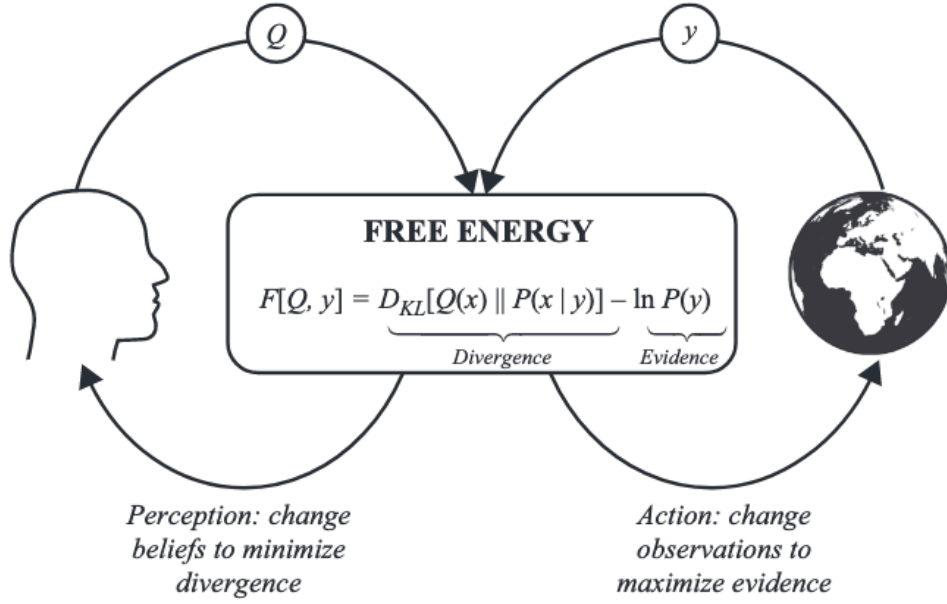 Q
y
FREE ENERGY
F[Q, y] = D_KL[Q(x) || P(x | y)] – ln P(y)
Divergence
Evidence
Perception: change
beliefs to minimize
divergence
Action: change
observations to
maximize evidence